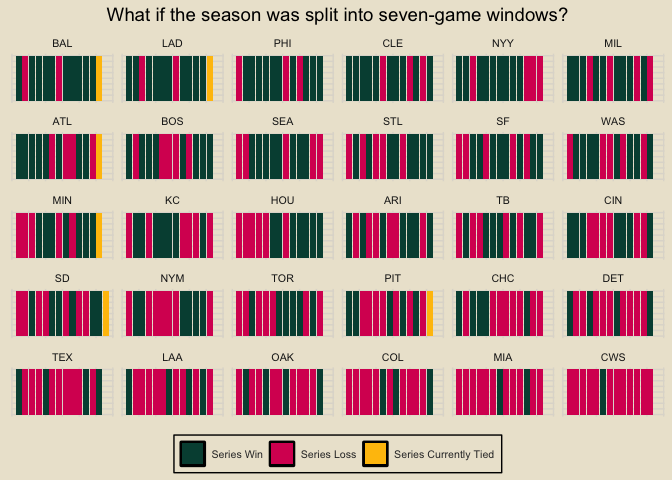 What if the season was split into seven-game windows?
BAL LAD PHI CLE NYY MIL
ATL BOS SEA STL SF WAS
MIN KC HOU ARI TB CIN
SD NYM TOR PIT CHC DET
TEX LAA OAK COL MIA CWS
Series Win Series Loss Series Currently Tied